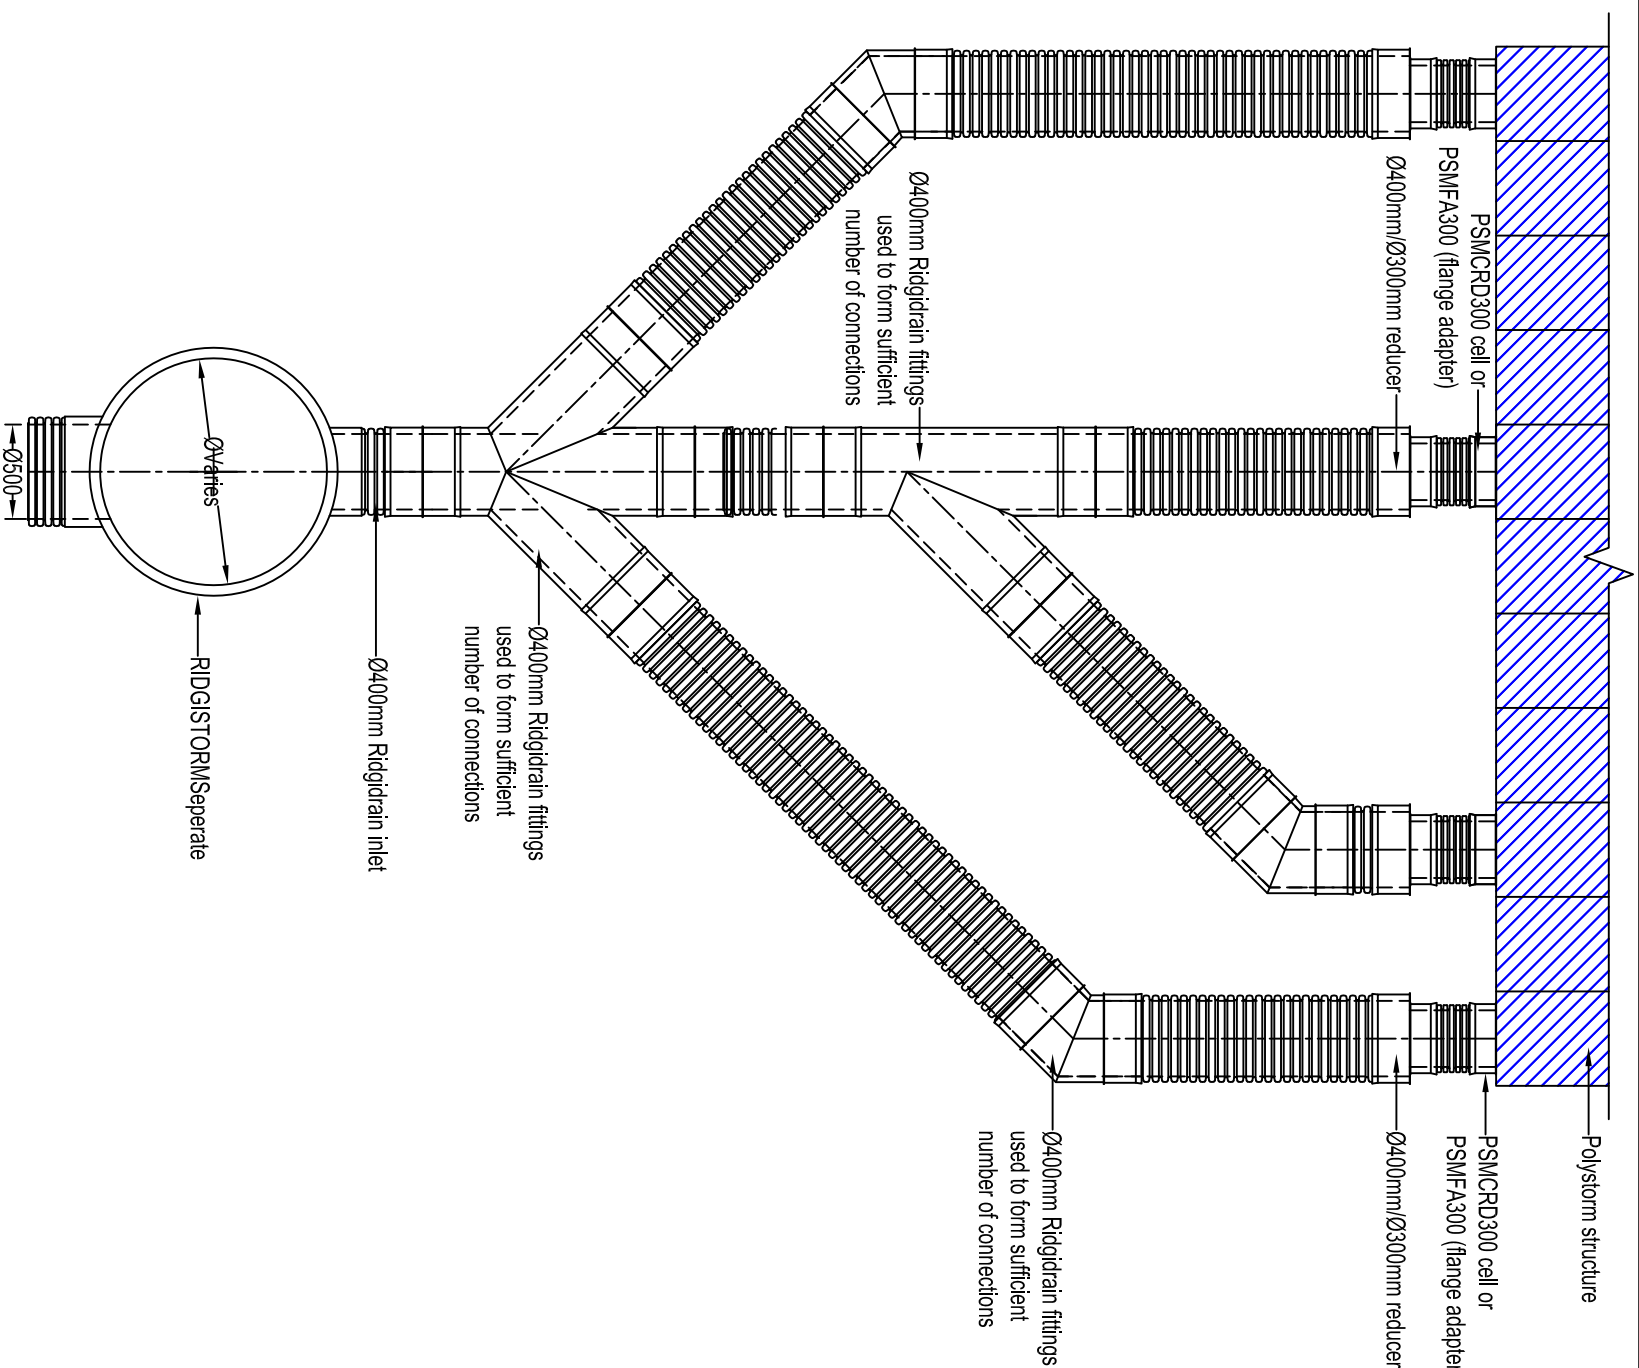 Polystorm structure
PSMCRD300 cell or
PSMFA300 (flange adapter)
PSMCRD300 cell or
PSMFA300 (flange adapter
Ø400mm/Ø300mm reducer
Ø400mm/Ø300mm reducer
Ø400mm Ridgidrain fittings
used to form sufficient
number of connections
Ø400mm Ridgidrain fittings
used to form sufficient
number of connections
Ø400mm Ridgidrain fittings
used to form sufficient
number of connections
Ø400mm Ridgidrain inlet
RIDGISTORMSeperate
ØVaries
Ø500